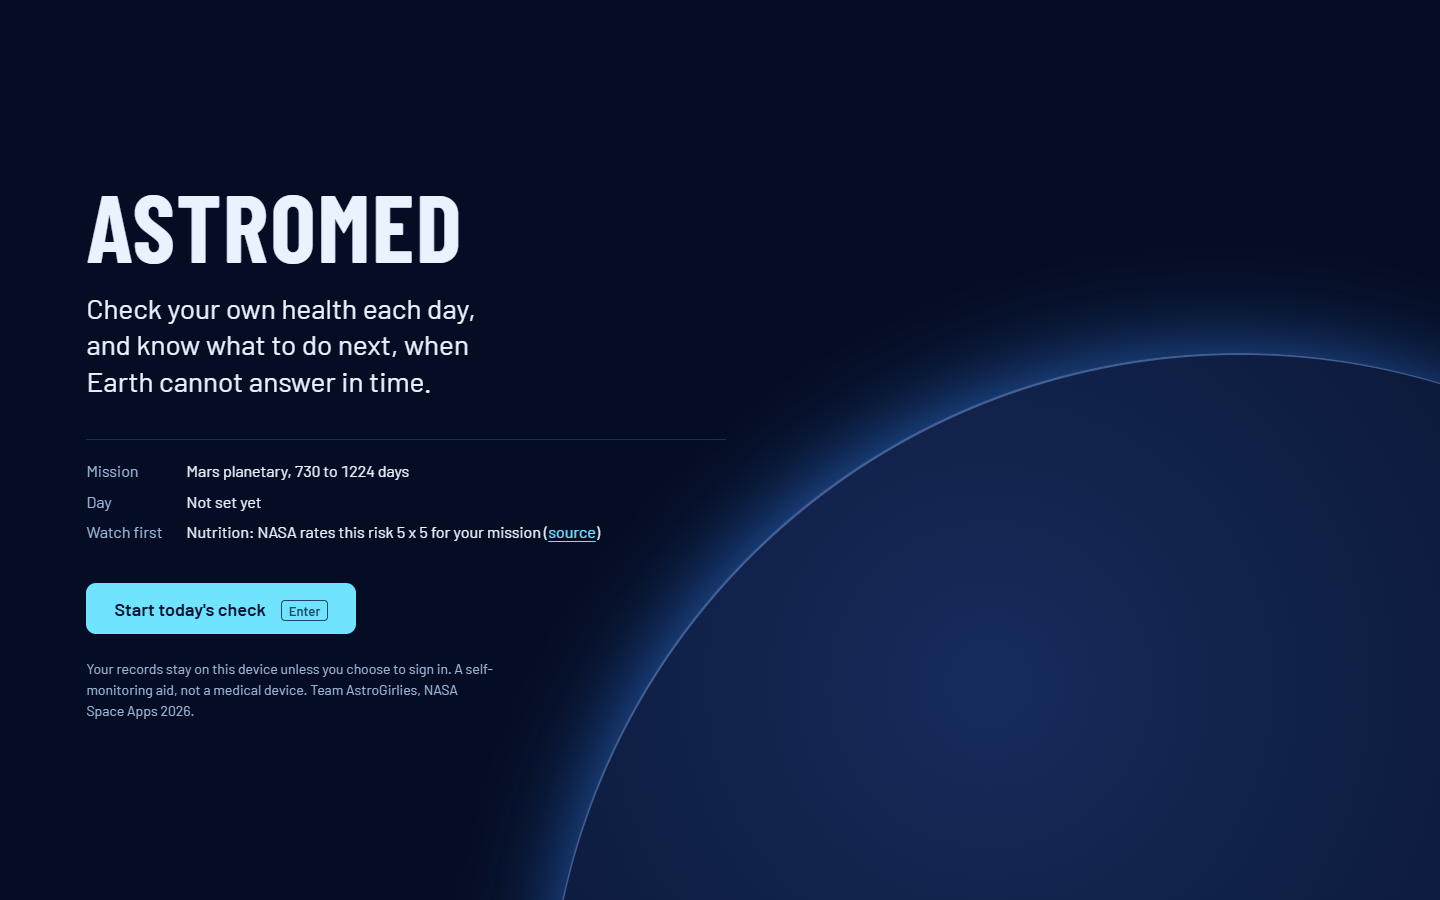 ASTROMED
Check your own health each day,
and know what to do next, when
Earth cannot answer in time.
Mission Mars planetary, 730 to 1224 days
Day Not set yet
Watch first Nutrition: NASA rates this risk 5 x 5 for your mission (source)
Start today's check Enter
Your records stay on this device unless you choose to sign in. A self-
monitoring aid, not a medical device. Team AstroGirlies, NASA
Space Apps 2026.